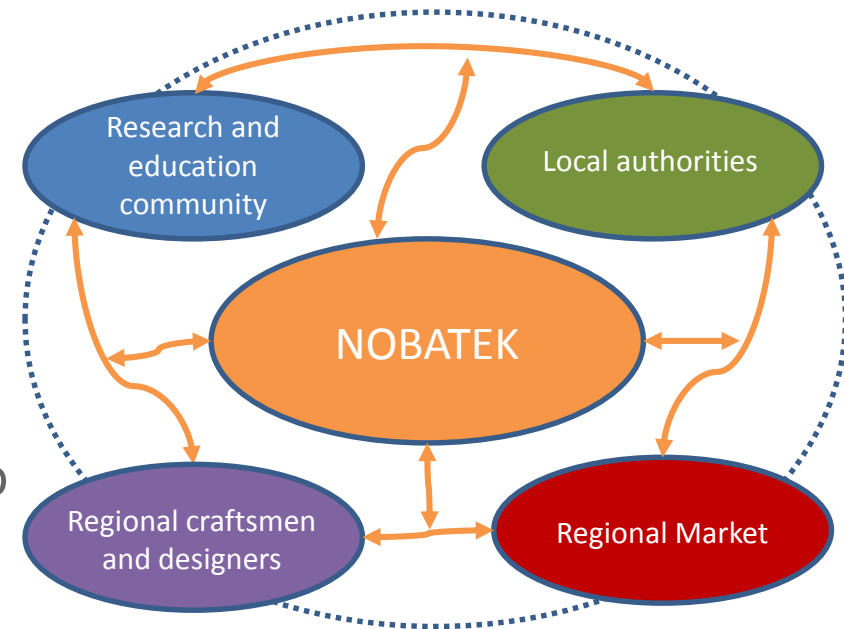 Research and
education
community
Local authorities
NOBATEK
Regional craftsmen
and designers
Regional Market